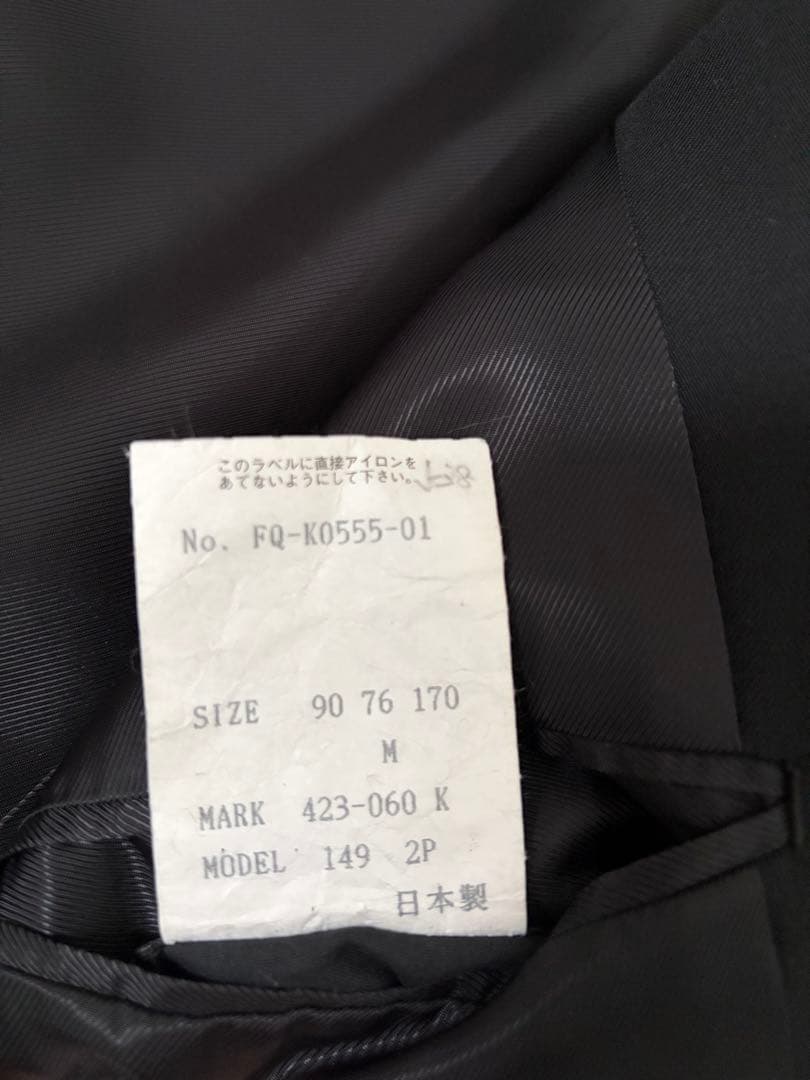 このラベルに直接アイロンを
あてないようにして下さい。
No. FQ-K0555-01
SIZE 90 76 170
M
MARK 423-060 K
MODEL 149 2P
日本製